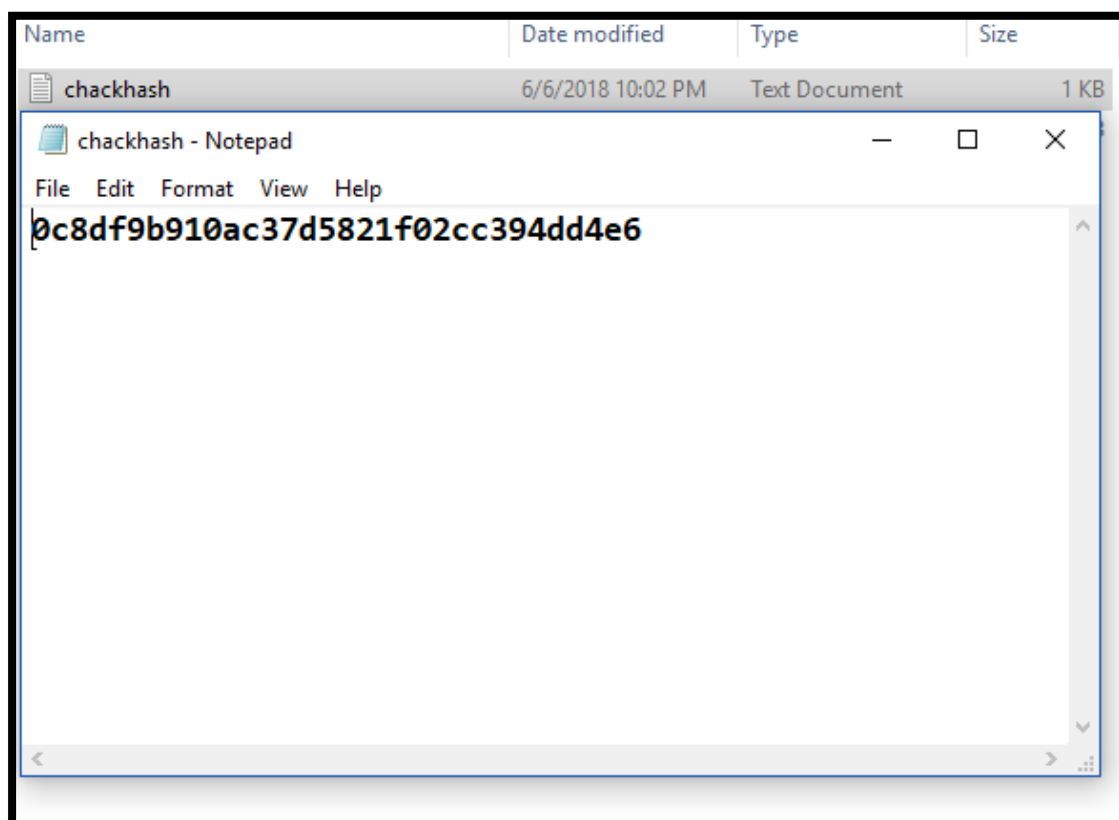 Name Date modified Type Size
chackhash 6/6/2018 10:02 PM Text Document 1 KB
chackhash - Notepad
File Edit Format View Help
0c8df9b910ac37d5821f02cc394dd4e6